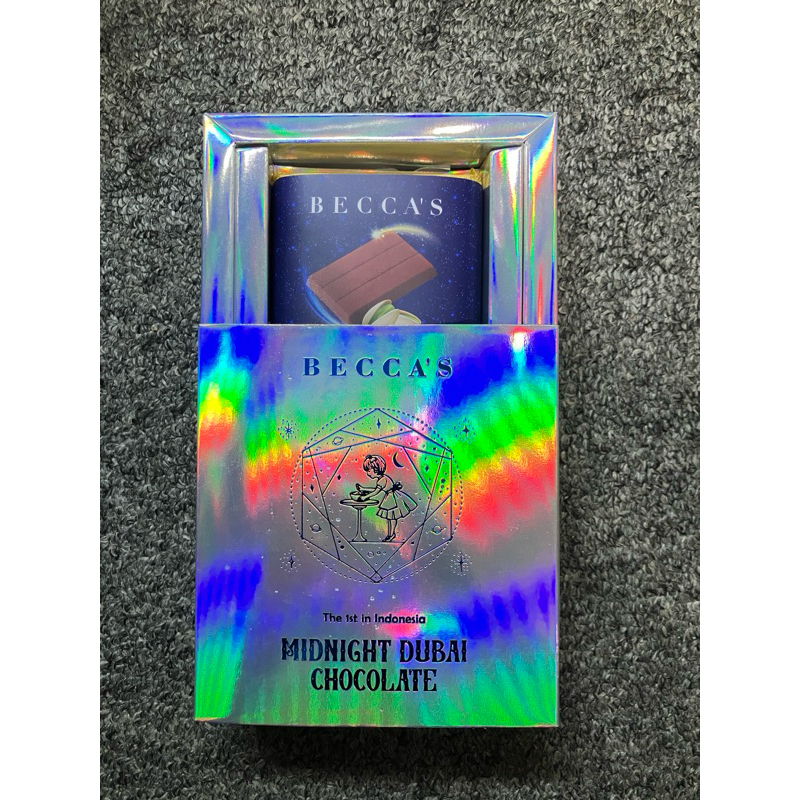 BECCA'S
BECCA'S
The 1st in Indonesia
MIDNIGHT DUBAI
CHOCOLATE